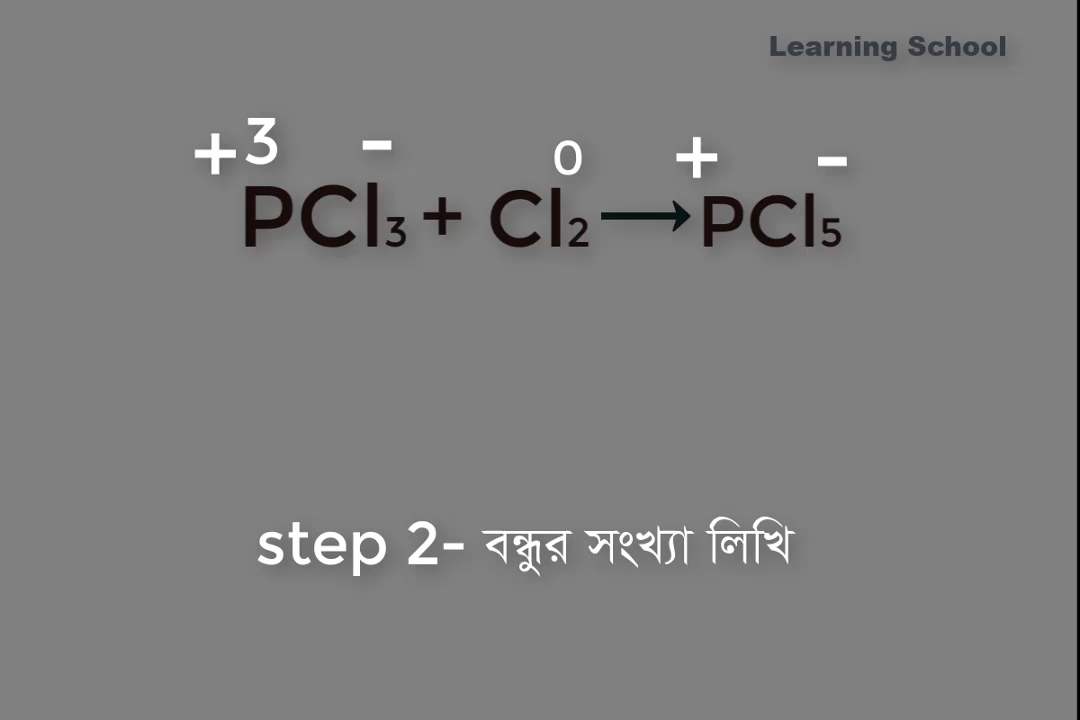 Learning School
+3 - 0 + -
PCl₃ + Cl₂ → PCl₅
step 2- বন্ধুর সংখ্যা লিখি